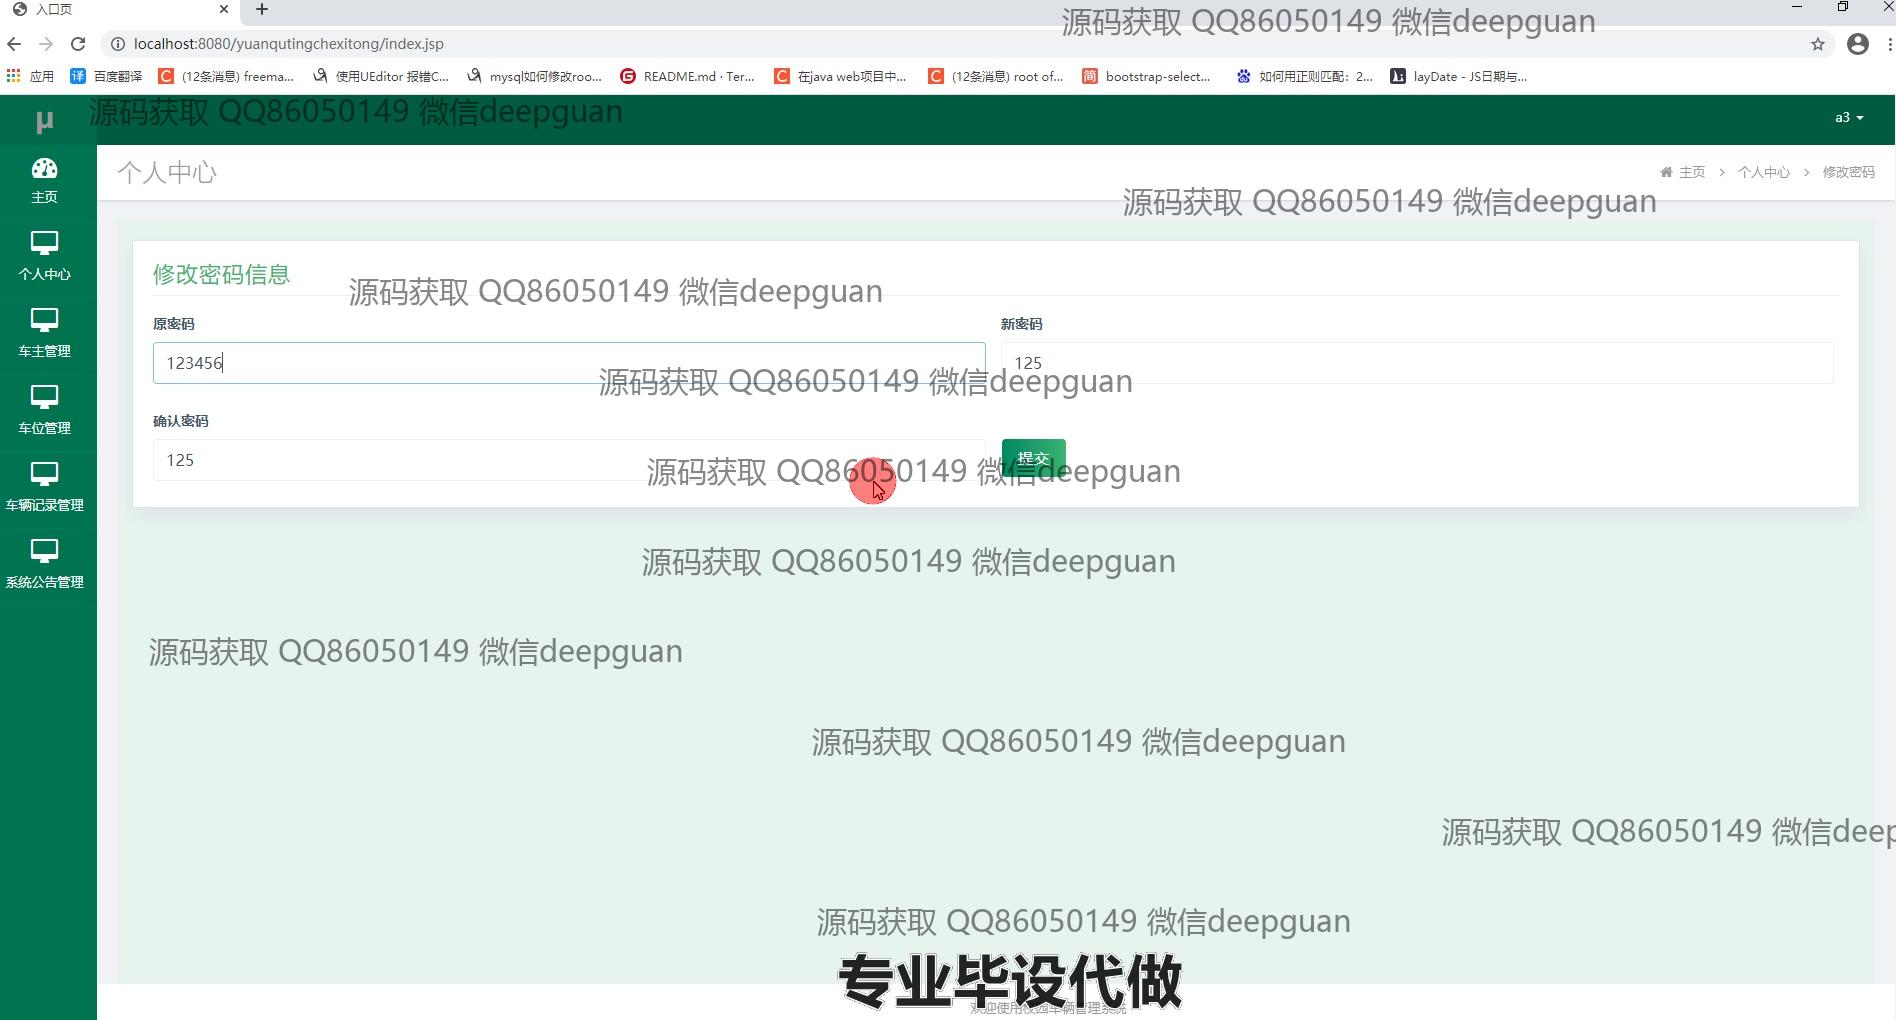 入口页
源码获取 QQ86050149 微信deepguan
localhost:8080/yuanqutingchexitong/index.jsp
应用 百度翻译 (12条消息) freema... 使用UEditor 报错C... mysql如何修改roo... README.md · Ter... 在java web项目中... (12条消息) root of... bootstrap-select... 如何用正则匹配：2... layDate - JS日期与...
μ 源码获取 QQ86050149 微信deepguan a3
主页
个人中心
车主管理
车位管理
车辆记录管理
系统公告管理
个人中心 主页 > 个人中心 > 修改密码
源码获取 QQ86050149 微信deepguan
修改密码信息
源码获取 QQ86050149 微信deepguan
原密码 新密码
123456 125
源码获取 QQ86050149 微信deepguan
确认密码
125 提交
源码获取 QQ86050149 微信deepguan
源码获取 QQ86050149 微信deepguan
源码获取 QQ86050149 微信deepguan
源码获取 QQ86050149 微信deepguan
源码获取 QQ86050149 微信deep
源码获取 QQ86050149 微信deepguan
专业毕设代做
欢迎使用校园车辆管理系统